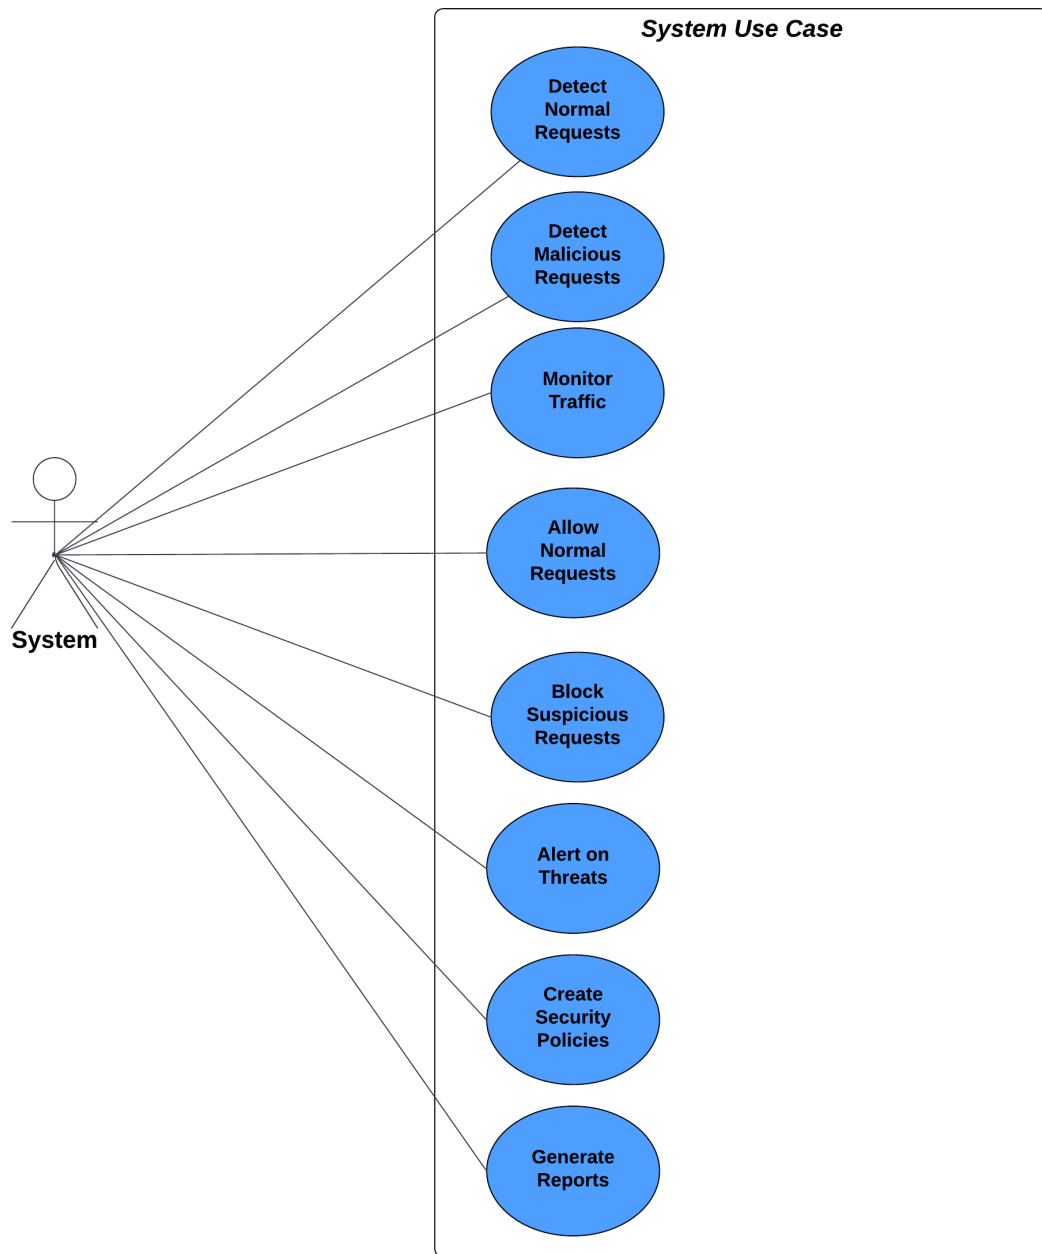 System Use Case
Detect
Normal
Requests
Detect
Malicious
Requests
Monitor
Traffic
Allow
Normal
Requests
System
Block
Suspicious
Requests
Alert on
Threats
Create
Security
Policies
Generate
Reports